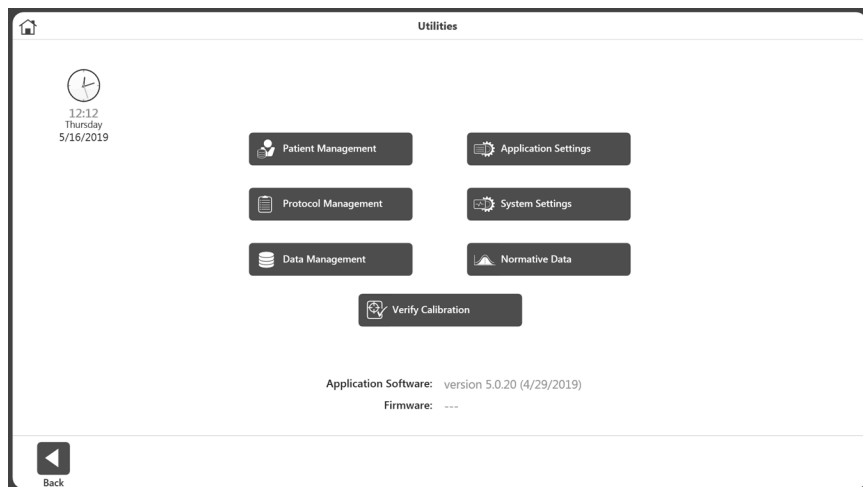 Utilities
12:12
Thursday
5/16/2019
Patient Management
Application Settings
Protocol Management
System Settings
Data Management
Normative Data
Verify Calibration
Application Software: version 5.0.20 (4/29/2019)
Firmware: ---
Back